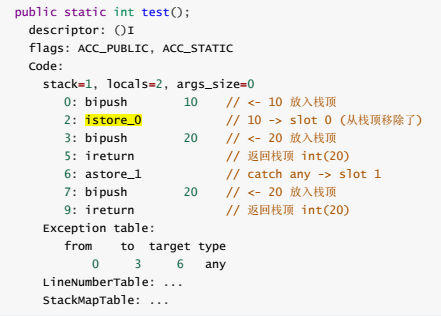 public static int test();
descriptor: ()I
flags: ACC_PUBLIC, ACC_STATIC
Code:
stack=1, locals=2, args_size=0
0: bipush 10 // <- 10 放入栈顶
2: istore_0 // 10 -> slot 0 (从栈顶移除了)
3: bipush 20 // <- 20 放入栈顶
5: ireturn // 返回栈顶 int(20)
6: astore_1 // catch any -> slot 1
7: bipush 20 // <- 20 放入栈顶
9: ireturn // 返回栈顶 int(20)
Exception table:
from to target type
0 3 6 any
LineNumberTable: ...
StackMapTable: ...